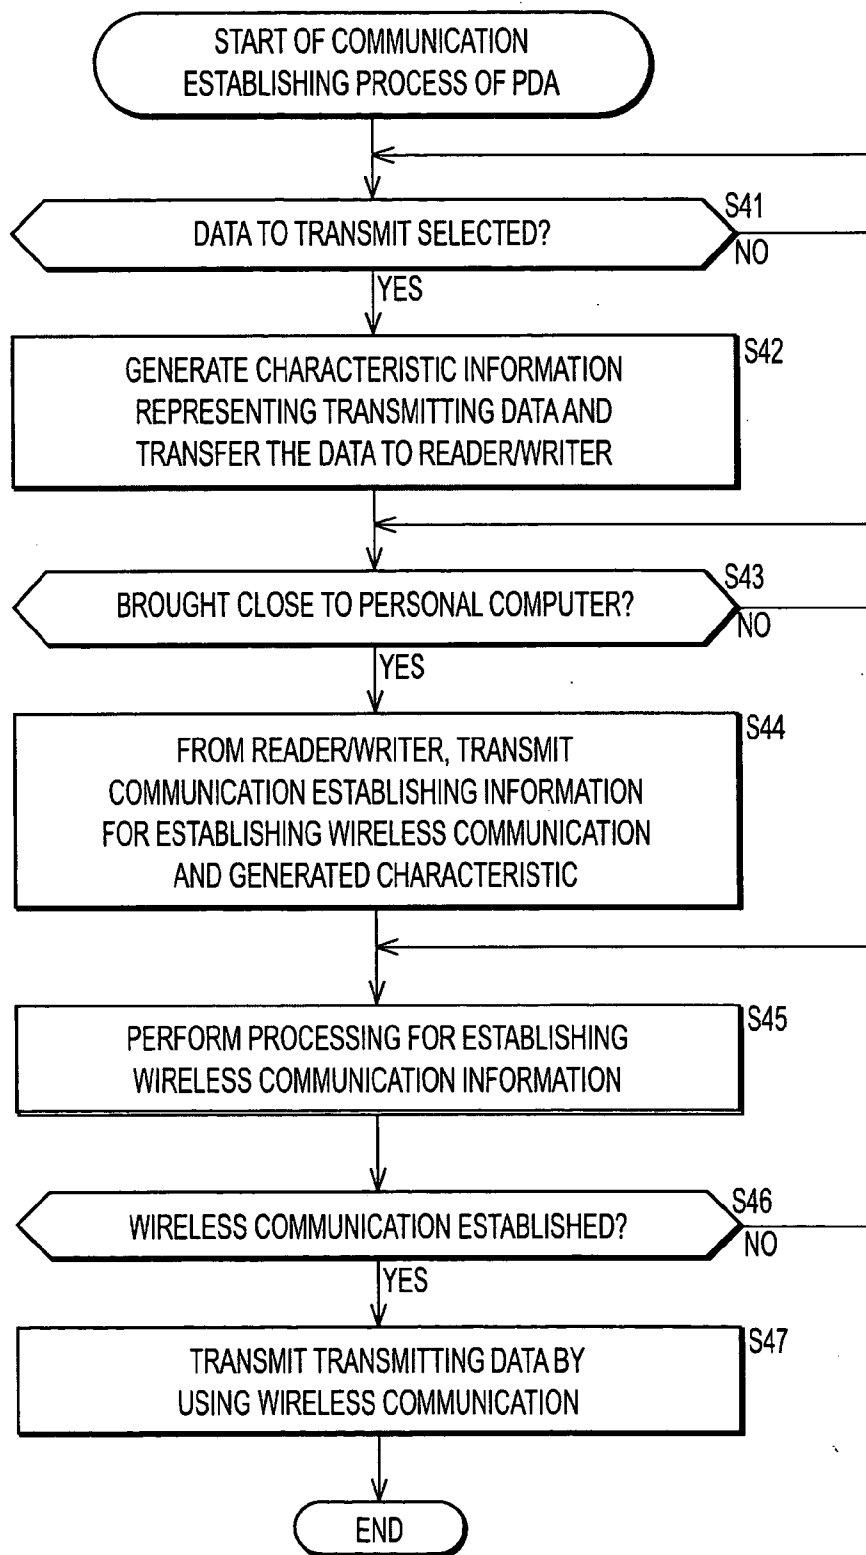 START OF COMMUNICATION
ESTABLISHING PROCESS OF PDA
DATA TO TRANSMIT SELECTED?
S41
NO
YES
S42
GENERATE CHARACTERISTIC INFORMATION
REPRESENTING TRANSMITTING DATA AND
TRANSFER THE DATA TO READER/WRITER
S43
BROUGHT CLOSE TO PERSONAL COMPUTER?
NO
YES
S44
FROM READER/WRITER, TRANSMIT
COMMUNICATION ESTABLISHING INFORMATION
FOR ESTABLISHING WIRELESS COMMUNICATION
AND GENERATED CHARACTERISTIC
S45
PERFORM PROCESSING FOR ESTABLISHING
WIRELESS COMMUNICATION INFORMATION
S46
WIRELESS COMMUNICATION ESTABLISHED?
NO
YES
S47
TRANSMIT TRANSMITTING DATA BY
USING WIRELESS COMMUNICATION
END